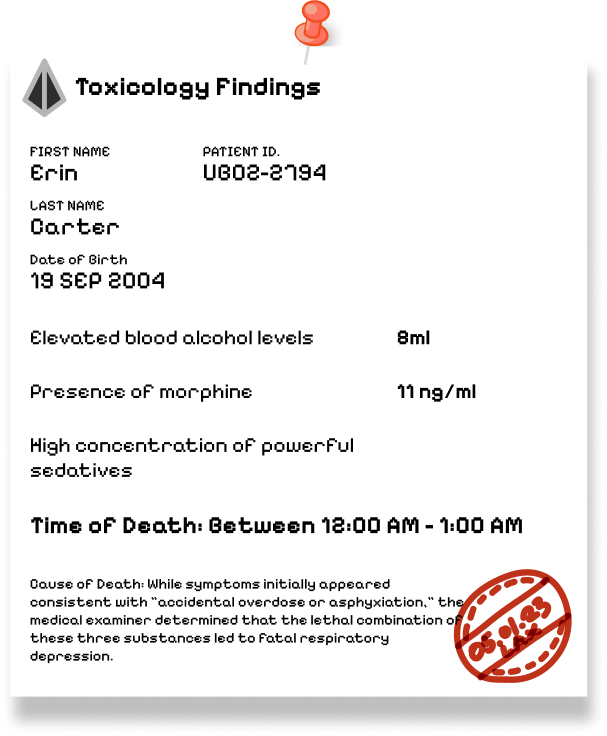 Toxicology Findings
FIRST NAME PATIENT ID.
Erin UG02-2794
LAST NAME
Carter
Date of Birth
19 SEP 2004
Elevated blood alcohol levels 8ml
Presence of morphine 11 ng/ml
High concentration of powerful
sedatives
Time of Death: Between 12:00 AM - 1:00 AM
Cause of Death: While symptoms initially appeared
consistent with "accidental overdose or asphyxiation," the
medical examiner determined that the lethal combination of
these three substances led to fatal respiratory
depression.
05.01.23
LAX